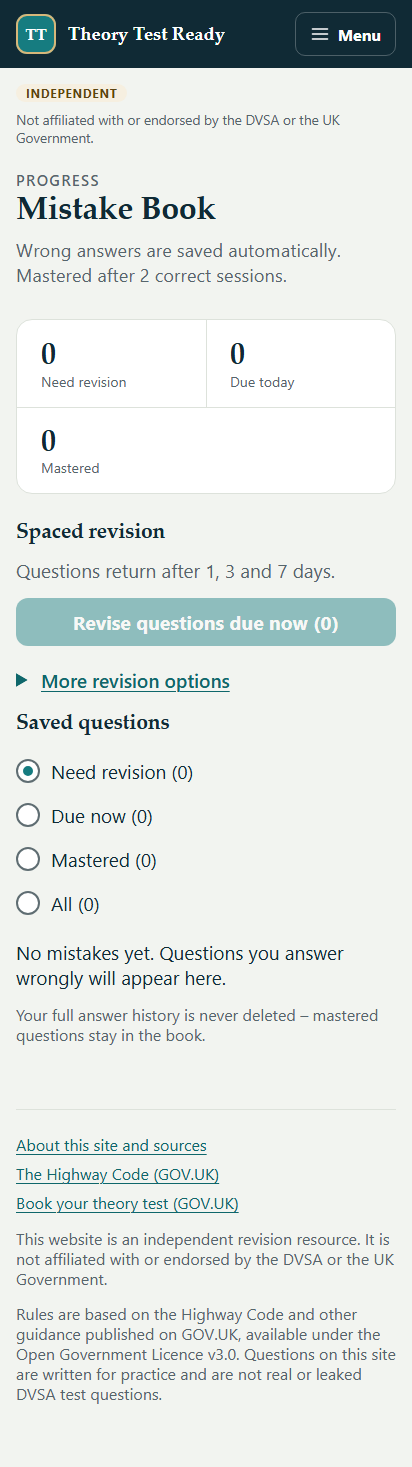 TT
Theory Test Ready
Menu
INDEPENDENT
Not affiliated with or endorsed by the DVSA or the UK
Government.
PROGRESS
Mistake Book
Wrong answers are saved automatically.
Mastered after 2 correct sessions.
0
Need revision
0
Due today
0
Mastered
Spaced revision
Questions return after 1, 3 and 7 days.
Revise questions due now (0)
More revision options
Saved questions
Need revision (0)
Due now (0)
Mastered (0)
All (0)
No mistakes yet. Questions you answer
wrongly will appear here.
Your full answer history is never deleted – mastered
questions stay in the book.
About this site and sources
The Highway Code (GOV.UK)
Book your theory test (GOV.UK)
This website is an independent revision resource. It is
not affiliated with or endorsed by the DVSA or the UK
Government.
Rules are based on the Highway Code and other
guidance published on GOV.UK, available under the
Open Government Licence v3.0. Questions on this site
are written for practice and are not real or leaked
DVSA test questions.